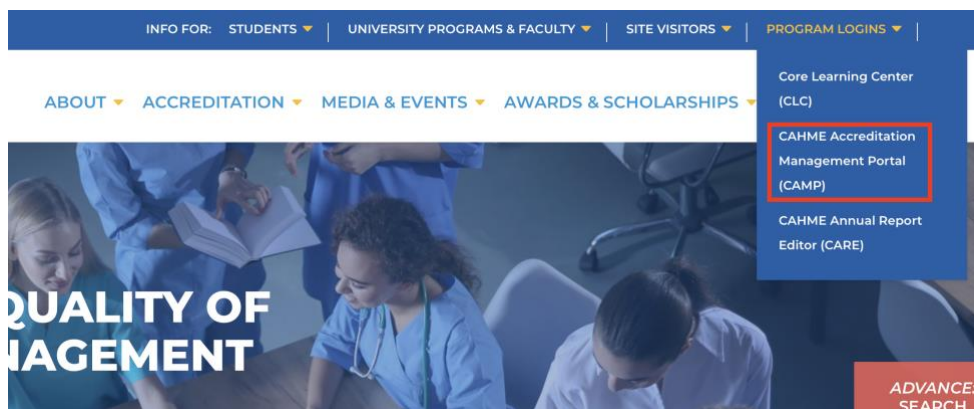 INFO FOR: STUDENTS UNIVERSITY PROGRAMS & FACULTY SITE VISITORS PROGRAM LOGINS
ABOUT ACCREDITATION MEDIA & EVENTS AWARDS & SCHOLARSHIPS
Core Learning Center
(CLC)
CAHME Accreditation
Management Portal
(CAMP)
CAHME Annual Report
Editor (CARE)
QUALITY OF
NAGEMENT
ADVANCE
SEARCH